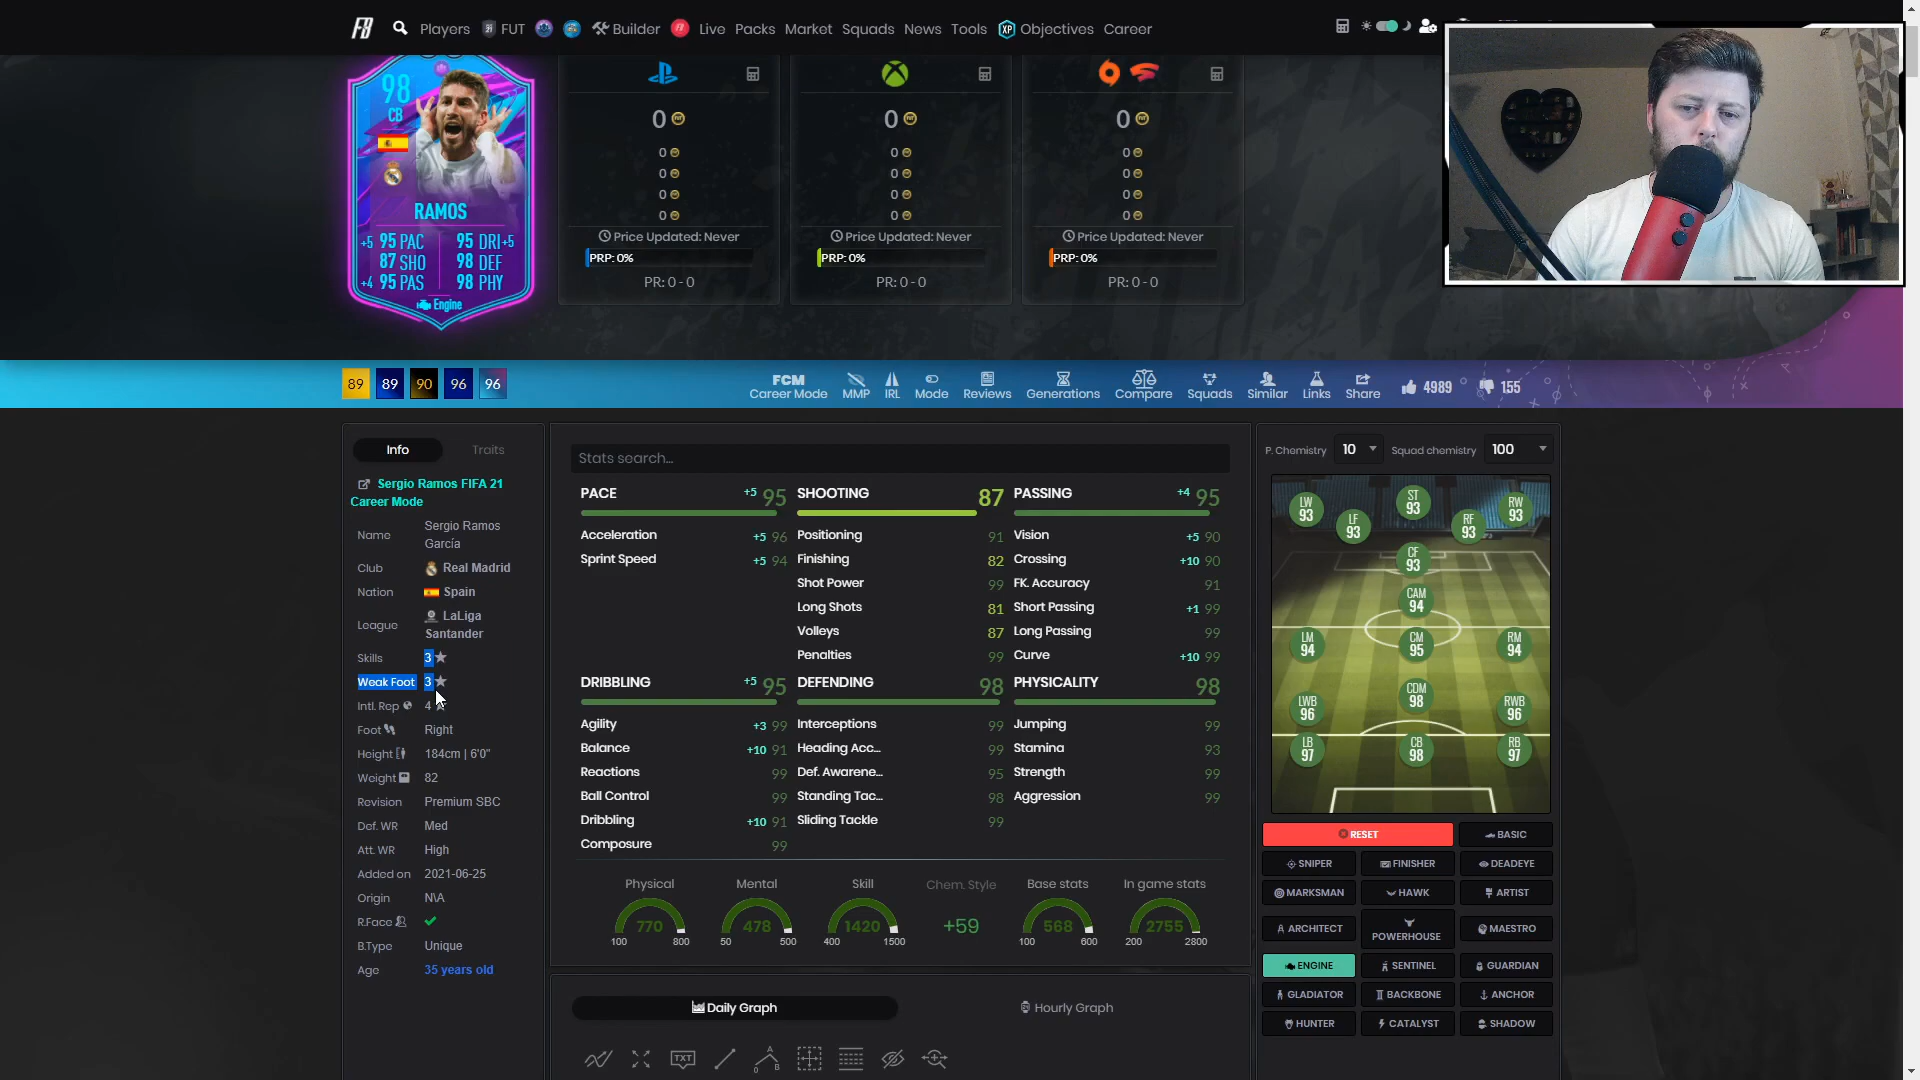 Players FUT Builder Live Packs Market Squads News Tools XP Objectives Career
98
CB
RAMOS
+5 95 PAC 95 DRI +5
87 SHO 98 DEF
+4 95 PAS 98 PHY
Engine
0 0 0
0 0 0
0 0 0
0 0 0
0 0 0
Price Updated: Never Price Updated: Never Price Updated: Never
PRP: 0% PRP: 0% PRP: 0%
PR: 0 - 0 PR: 0 - 0 PR: 0 - 0
89 89 90 96 96
FCM
Career Mode MMP IRL Mode Reviews Generations Compare Squads Similar Links Share 4989 155
Info Traits
Sergio Ramos FIFA 21
Career Mode
Name Sergio Ramos
García
Club Real Madrid
Nation Spain
League LaLiga
Santander
Skills 3
Weak Foot 3
Intl. Rep 4
Foot Right
Height 184cm | 6'0"
Weight 82
Revision Premium SBC
Def. WR Med
Att. WR High
Added on 2021-06-25
Origin N\A
R.Face
B.Type Unique
Age 35 years old
Stats search...
PACE +5 95
Acceleration +5 96
Sprint Speed +5 94
SHOOTING 87
Positioning 91
Finishing 82
Shot Power 99
Long Shots 81
Volleys 87
Penalties 99
PASSING +4 95
Vision +5 90
Crossing +10 90
FK. Accuracy 91
Short Passing +1 99
Long Passing 99
Curve +10 99
DRIBBLING +5 95
Agility +3 99
Balance +10 91
Reactions 99
Ball Control 99
Dribbling +10 91
Composure 99
DEFENDING 98
Interceptions 99
Heading Acc... 99
Def. Awarene... 95
Standing Tac... 98
Sliding Tackle 99
PHYSICALITY 98
Jumping 99
Stamina 93
Strength 99
Aggression 99
Physical Mental Skill Chem. Style Base stats In game stats
770 478 1420 +59 568 2755
100 800 50 500 400 1500 100 600 200 2800
Daily Graph Hourly Graph
TXT
P. Chemistry 10 Squad chemistry 100
LW 93
ST 93
RW 93
LF 93
RF 93
CF 93
CAM 94
LM 94
CM 95
RM 94
LWB 96
CDM 98
RWB 96
LB 97
CB 98
RB 97
RESET BASIC
SNIPER FINISHER DEADEYE
MARKSMAN HAWK ARTIST
ARCHITECT POWERHOUSE MAESTRO
ENGINE SENTINEL GUARDIAN
GLADIATOR BACKBONE ANCHOR
HUNTER CATALYST SHADOW